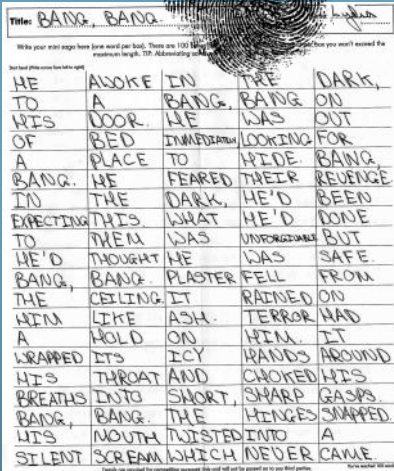 Title: BANG, BANG.
Write your mini saga here (one word per box). There are 100
maximum length. TIP: Abbreviating
HE AWOKE IN THE DARK,
TO A BANG, BANG ON
HIS DOOR. HE WAS OUT
OF BED IMMEDIATELY LOOKING FOR
A PLACE TO HIDE. BANG,
BANG. HE FEARED THEIR REVENGE.
IN THE DARK, HE'D BEEN
EXPECTING THIS. WHAT HE'D DONE
TO THEM WAS UNFORGIVABLE BUT
HE'D THOUGHT HE WAS SAFE.
BANG, BANG. PLASTER FELL FROM
THE CEILING. IT RAINED ON
HIM LIKE ASH. TERROR HAD
A HOLD ON HIM. IT
WRAPPED ITS ICY HANDS AROUND
HIS THROAT AND CHOKED HIS
BREATHS INTO SHORT, SHARP GASPS.
BANG, BANG. THE HINGES SNAPPED.
HIS MOUTH TWISTED INTO A
SILENT SCREAM WHICH NEVER CAME.